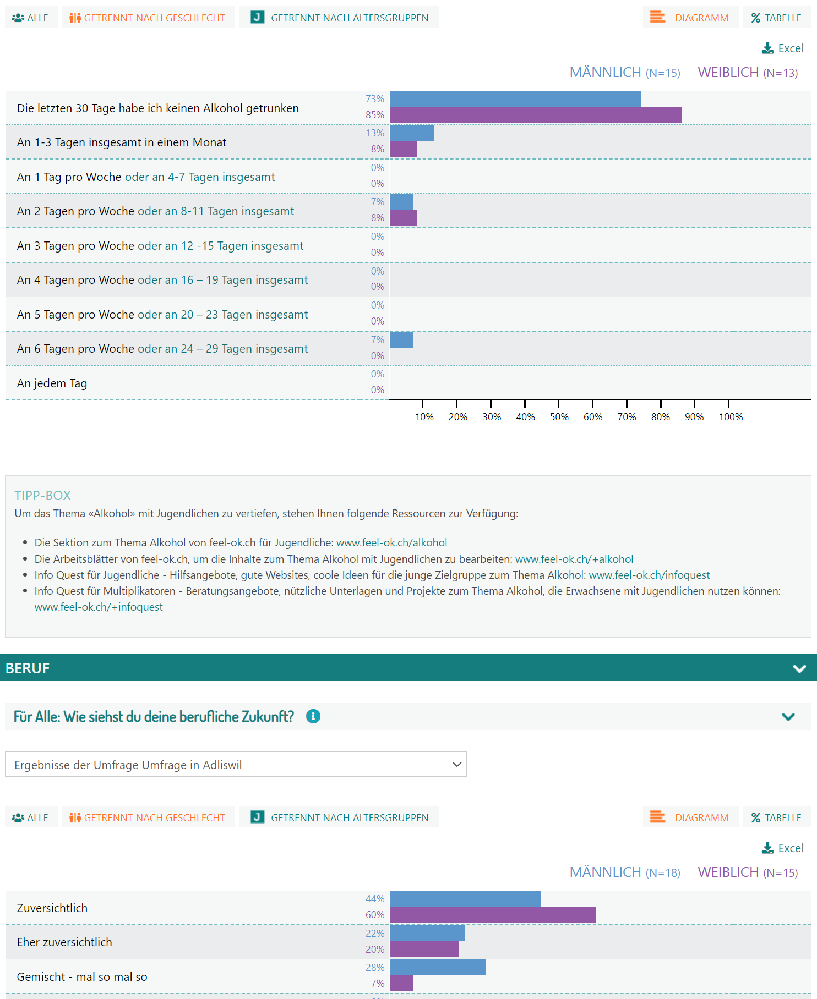 ALLE GETRENNT NACH GESCHLECHT J GETRENNT NACH ALTERSGRUPPEN DIAGRAMM % TABELLE
Excel
MÄNNLICH (N=15) WEIBLICH (N=13)
Die letzten 30 Tage habe ich keinen Alkohol getrunken 73% 85%
An 1-3 Tagen insgesamt in einem Monat 13% 8%
An 1 Tag pro Woche oder an 4-7 Tagen insgesamt 0% 0%
An 2 Tagen pro Woche oder an 8-11 Tagen insgesamt 7% 8%
An 3 Tagen pro Woche oder an 12 -15 Tagen insgesamt 0% 0%
An 4 Tagen pro Woche oder an 16 – 19 Tagen insgesamt 0% 0%
An 5 Tagen pro Woche oder an 20 – 23 Tagen insgesamt 0% 0%
An 6 Tagen pro Woche oder an 24 – 29 Tagen insgesamt 7% 0%
An jedem Tag 0% 0%
10% 20% 30% 40% 50% 60% 70% 80% 90% 100%
TIPP-BOX
Um das Thema «Alkohol» mit Jugendlichen zu vertiefen, stehen Ihnen folgende Ressourcen zur Verfügung:
• Die Sektion zum Thema Alkohol von feel-ok.ch für Jugendliche: www.feel-ok.ch/alkohol
• Die Arbeitsblätter von feel-ok.ch, um die Inhalte zum Thema Alkohol mit Jugendlichen zu bearbeiten: www.feel-ok.ch/+alkohol
• Info Quest für Jugendliche - Hilfsangebote, gute Websites, coole Ideen für die junge Zielgruppe zum Thema Alkohol: www.feel-ok.ch/infoquest
• Info Quest für Multiplikatoren - Beratungsangebote, nützliche Unterlagen und Projekte zum Thema Alkohol, die Erwachsene mit Jugendlichen nutzen können:
www.feel-ok.ch/+infoquest
BERUF
Für Alle: Wie siehst du deine berufliche Zukunft? i
Ergebnisse der Umfrage Umfrage in Adliswil
ALLE GETRENNT NACH GESCHLECHT J GETRENNT NACH ALTERSGRUPPEN DIAGRAMM % TABELLE
Excel
MÄNNLICH (N=18) WEIBLICH (N=15)
Zuversichtlich 44% 60%
Eher zuversichtlich 22% 20%
Gemischt - mal so mal so 28% 7%